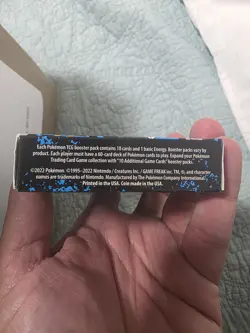 Each Pokémon TCG booster pack contains 10 cards and 1 basic Energy. Booster packs vary by
product. Each player must have a 60-card deck of Pokémon cards to play. Expand your Pokémon
Trading Card Game collection with "10 Additional Game Cards" booster packs.
©2022 Pokémon. ©1995–2022 Nintendo / Creatures Inc. / GAME FREAK inc. TM, ®, and character
names are trademarks of Nintendo. Manufactured by The Pokémon Company International.
Printed in the USA. Coin made in the USA.